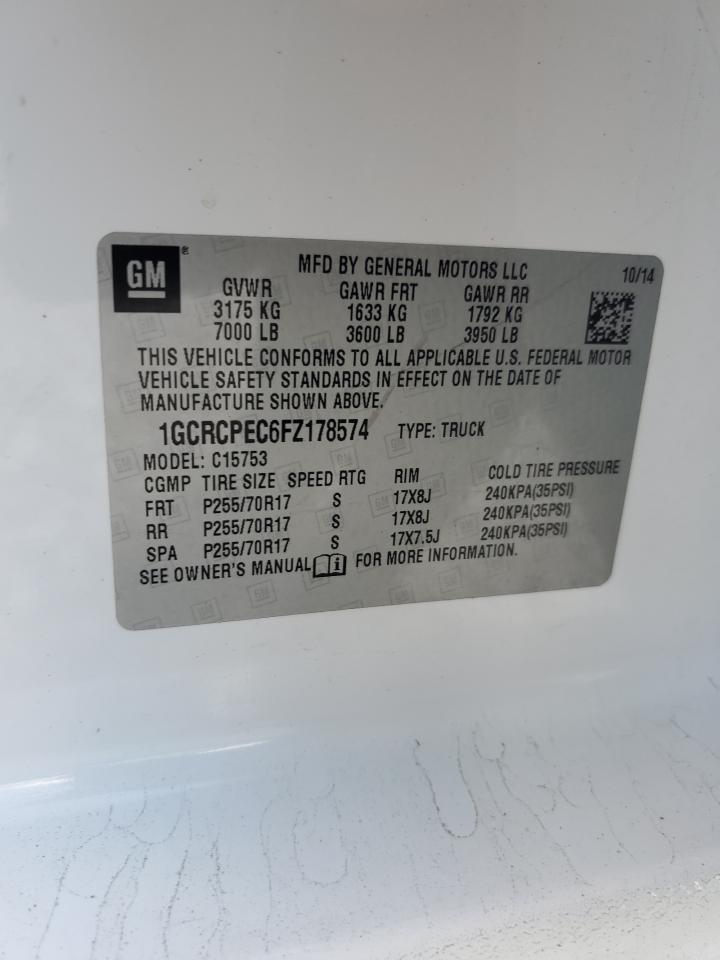 GM ®
MFD BY GENERAL MOTORS LLC 10/14
GVWR GAWR FRT GAWR RR
3175 KG 1633 KG 1792 KG
7000 LB 3600 LB 3950 LB
THIS VEHICLE CONFORMS TO ALL APPLICABLE U.S. FEDERAL MOTOR
VEHICLE SAFETY STANDARDS IN EFFECT ON THE DATE OF
MANUFACTURE SHOWN ABOVE.
1GCRCPEC6FZ178574 TYPE: TRUCK
MODEL: C15753
CGMP TIRE SIZE SPEED RTG RIM COLD TIRE PRESSURE
FRT P255/70R17 S 17X8J 240KPA(35PSI)
RR P255/70R17 S 17X8J 240KPA(35PSI)
SPA P255/70R17 S 17X7.5J 240KPA(35PSI)
SEE OWNER'S MANUAL i FOR MORE INFORMATION.